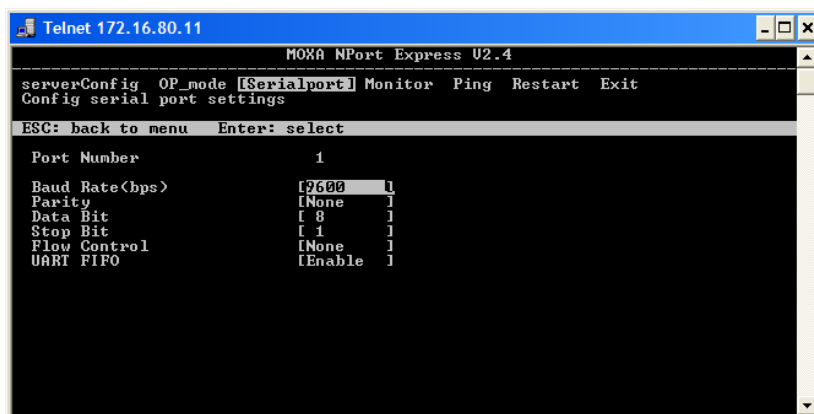 Telnet 172.16.80.11
MOXA NPort Express V2.4
serverConfig OP_mode [Serialport] Monitor Ping Restart Exit
Config serial port settings
ESC: back to menu Enter: select
Port Number 1
Baud Rate(bps) [9600 ]
Parity [None ]
Data Bit [ 8 ]
Stop Bit [ 1 ]
Flow Control [None ]
UART FIFO [Enable ]